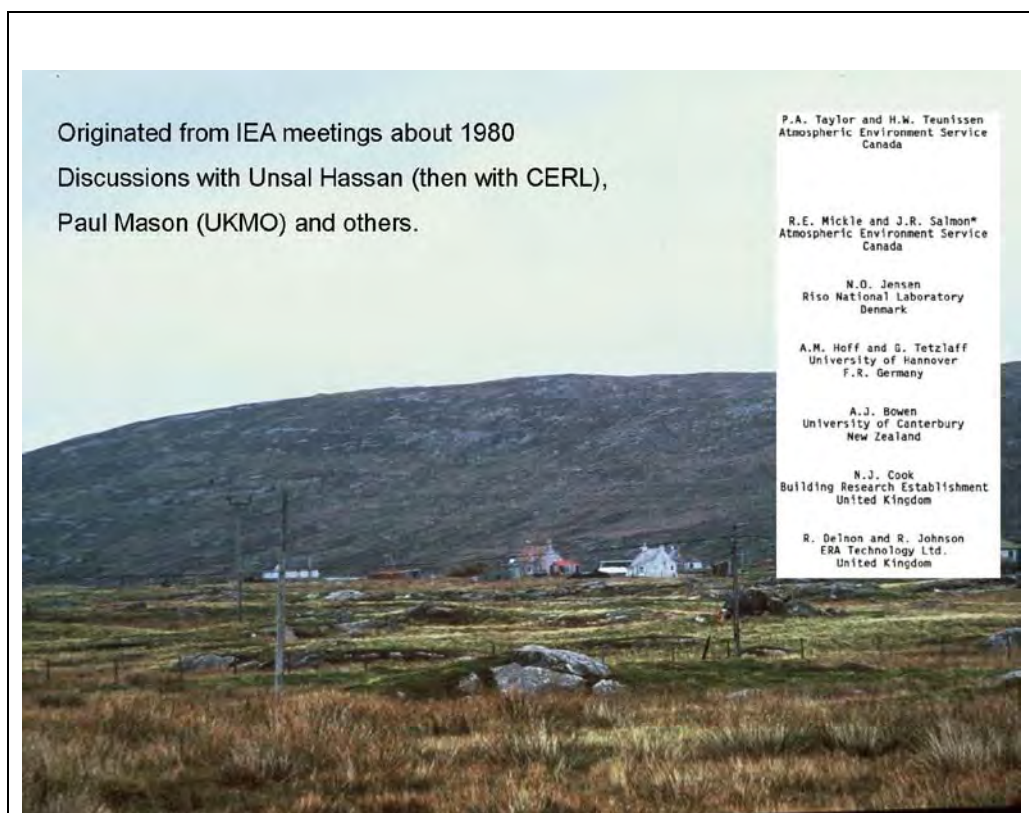 Originated from IEA meetings about 1980
Discussions with Unsal Hassan (then with CERL),
Paul Mason (UKMO) and others.
P.A. Taylor and H.W. Teunissen
Atmospheric Environment Service
Canada
R.E. Mickle and J.R. Salmon*
Atmospheric Environment Service
Canada
N.O. Jensen
Riso National Laboratory
Denmark
A.M. Hoff and G. Tetzlaff
University of Hannover
F.R. Germany
A.J. Bowen
University of Canterbury
New Zealand
N.J. Cook
Building Research Establishment
United Kingdom
R. Delnon and R. Johnson
ERA Technology Ltd.
United Kingdom